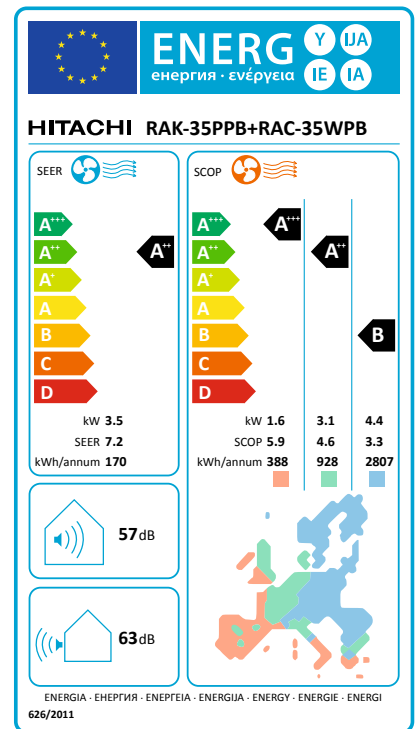 ENERG
Y IJA
IE IA
енергия · ενέργεια
HITACHI RAK-35PPB+RAC-35WPB
SEER
SCOP
A+++ A+++ A+++
A++ A++ A++ A++
A+ A+
A A
B B B
C C
D D
kW 3.5
SEER 7.2
kWh/annum 170
kW 1.6 3.1 4.4
SCOP 5.9 4.6 3.3
kWh/annum 388 928 2807
57dB
63dB
ENERGIA · ЕНЕРГИЯ · ΕΝΕΡΓΕΙΑ · ENERGIJA · ENERGY · ENERGIE · ENERGI
626/2011